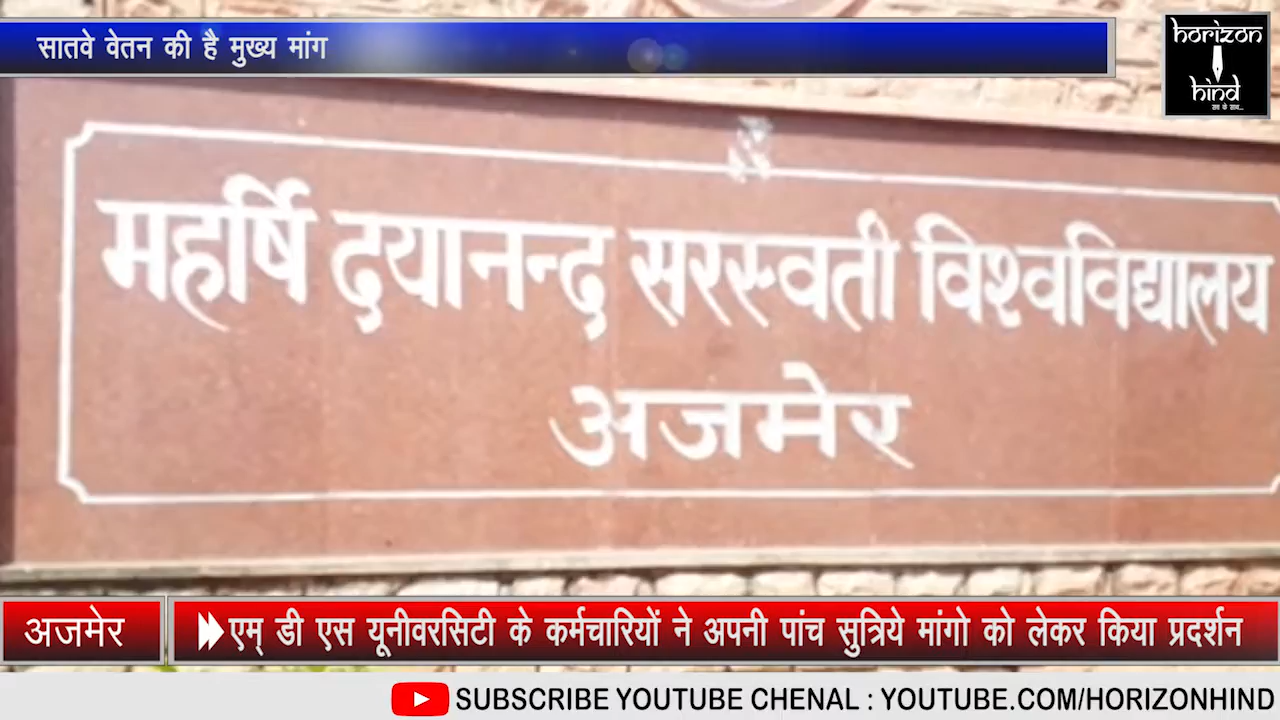 सातवे वेतन की है मुख्य मांग
horizon
hind
महर्षि दयानन्द सरस्वती विश्वविद्यालय
अजमेर
अजमेर
एम् डी एस यूनीवरसिटी के कर्मचारियों ने अपनी पांच सुत्रिये मांगो को लेकर किया प्रदर्शन
SUBSCRIBE YOUTUBE CHENAL : YOUTUBE.COM/HORIZONHIND